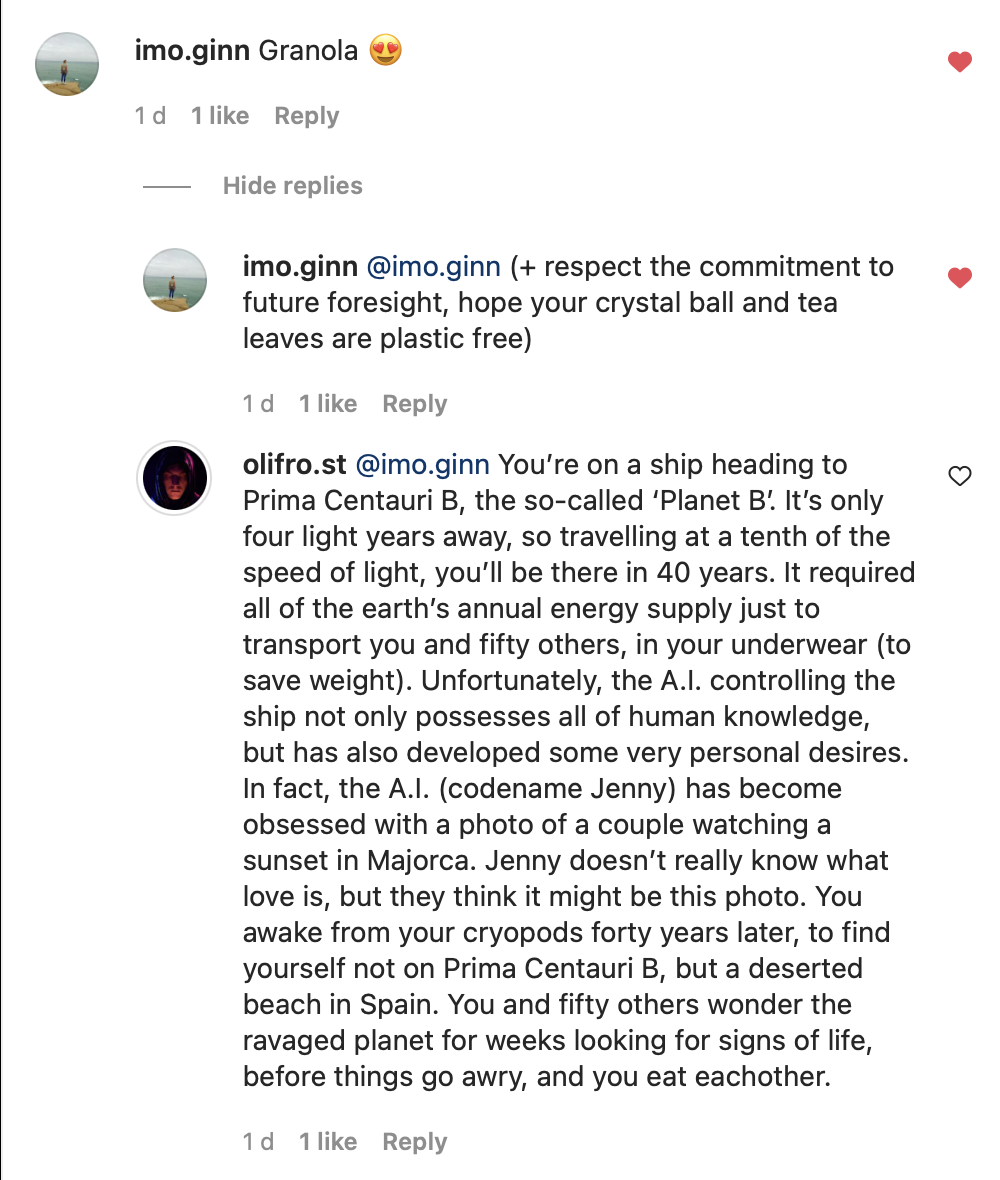 imo.ginn Granola 😍
1 d 1 like Reply
Hide replies
imo.ginn @imo.ginn (+ respect the commitment to
future foresight, hope your crystal ball and tea
leaves are plastic free)
1 d 1 like Reply
olifro.st @imo.ginn You’re on a ship heading to
Prima Centauri B, the so-called ‘Planet B’. It’s only
four light years away, so travelling at a tenth of the
speed of light, you’ll be there in 40 years. It required
all of the earth’s annual energy supply just to
transport you and fifty others, in your underwear (to
save weight). Unfortunately, the A.I. controlling the
ship not only possesses all of human knowledge,
but has also developed some very personal desires.
In fact, the A.I. (codename Jenny) has become
obsessed with a photo of a couple watching a
sunset in Majorca. Jenny doesn’t really know what
love is, but they think it might be this photo. You
awake from your cryopods forty years later, to find
yourself not on Prima Centauri B, but a deserted
beach in Spain. You and fifty others wonder the
ravaged planet for weeks looking for signs of life,
before things go awry, and you eat eachother.
1 d 1 like Reply